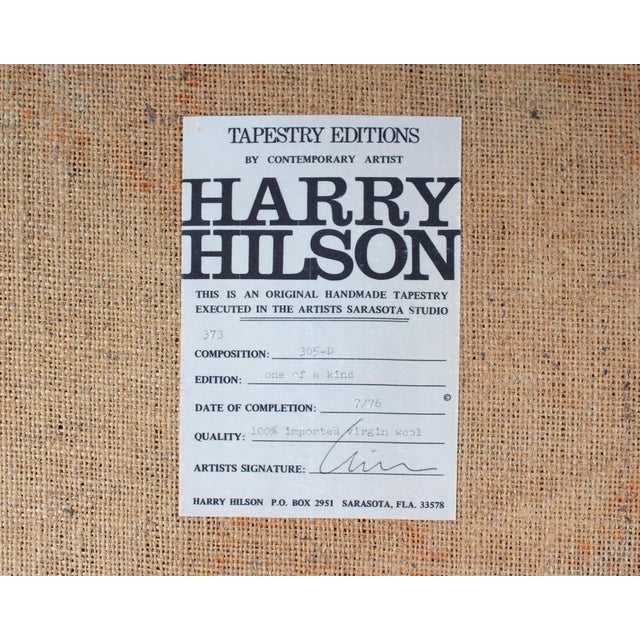 TAPESTRY EDITIONS
BY CONTEMPORARY ARTIST
HARRY
HILSON
THIS IS AN ORIGINAL HANDMADE TAPESTRY
EXECUTED IN THE ARTISTS SARASOTA STUDIO
373
COMPOSITION: 305-D
EDITION: one of a kind
©
DATE OF COMPLETION: 7/76
QUALITY: 100% imported virgin wool
ARTISTS SIGNATURE:
HARRY HILSON P.O. BOX 2951 SARASOTA, FLA. 33578